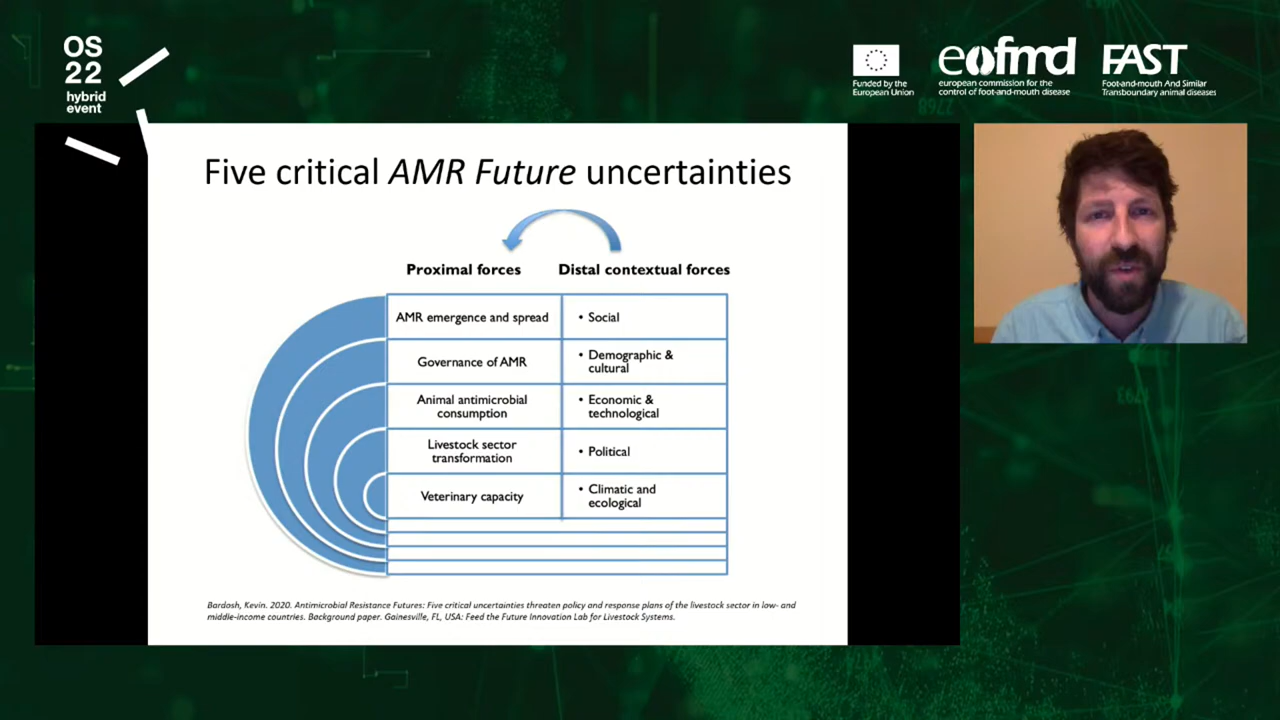 OS
22
hybrid
event
Funded by the
European Union
eofmd
european commission for the
control of foot-and-mouth disease
FAST
Foot-and-mouth And Similar
Transboundary animal diseases
Five critical AMR Future uncertainties
Proximal forces
Distal contextual forces
AMR emergence and spread
• Social
Governance of AMR
• Demographic &
cultural
Animal antimicrobial
consumption
• Economic &
technological
Livestock sector
transformation
• Political
Veterinary capacity
• Climatic and
ecological
Bardosh, Kevin. 2020. Antimicrobial Resistance Futures: Five critical uncertainties threaten policy and response plans of the livestock sector in low- and
middle-income countries. Background paper. Gainesville, FL, USA: Feed the Future Innovation Lab for Livestock Systems.